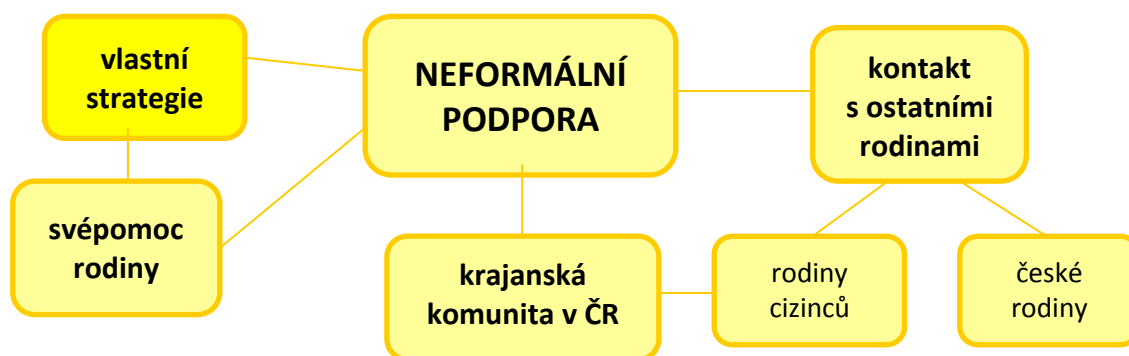 vlastní
strategie
NEFORMÁLNÍ
PODPORA
kontakt
s ostatními
rodinami
svépomoc
rodiny
krajanská
komunita v ČR
rodiny
cizinců
české
rodiny